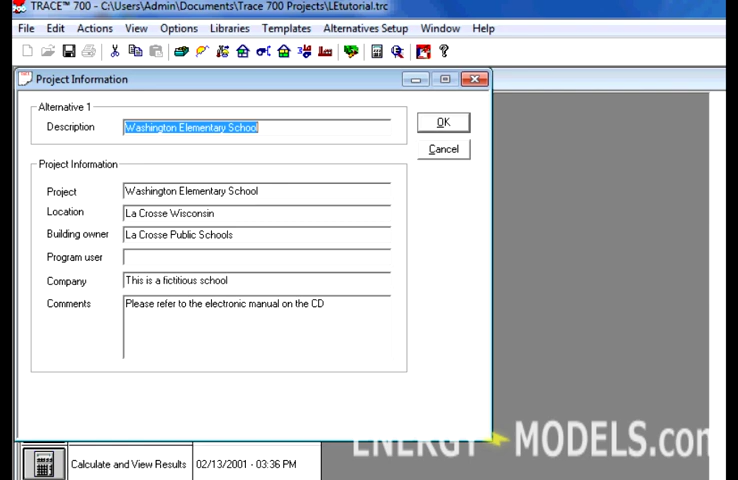 TRACE™ 700 - C:\Users\Admin\Documents\Trace 700 Projects\LEtutorial.trc
File Edit Actions View Options Libraries Templates Alternatives Setup Window Help
Project Information
Alternative 1
Description Washington Elementary School
OK
Cancel
Project Information
Project Washington Elementary School
Location La Crosse Wisconsin
Building owner La Crosse Public Schools
Program user
Company This is a fictitious school
Comments Please refer to the electronic manual on the CD
ENERGY-MODELS.com
Calculate and View Results 02/13/2001 - 03:36 PM